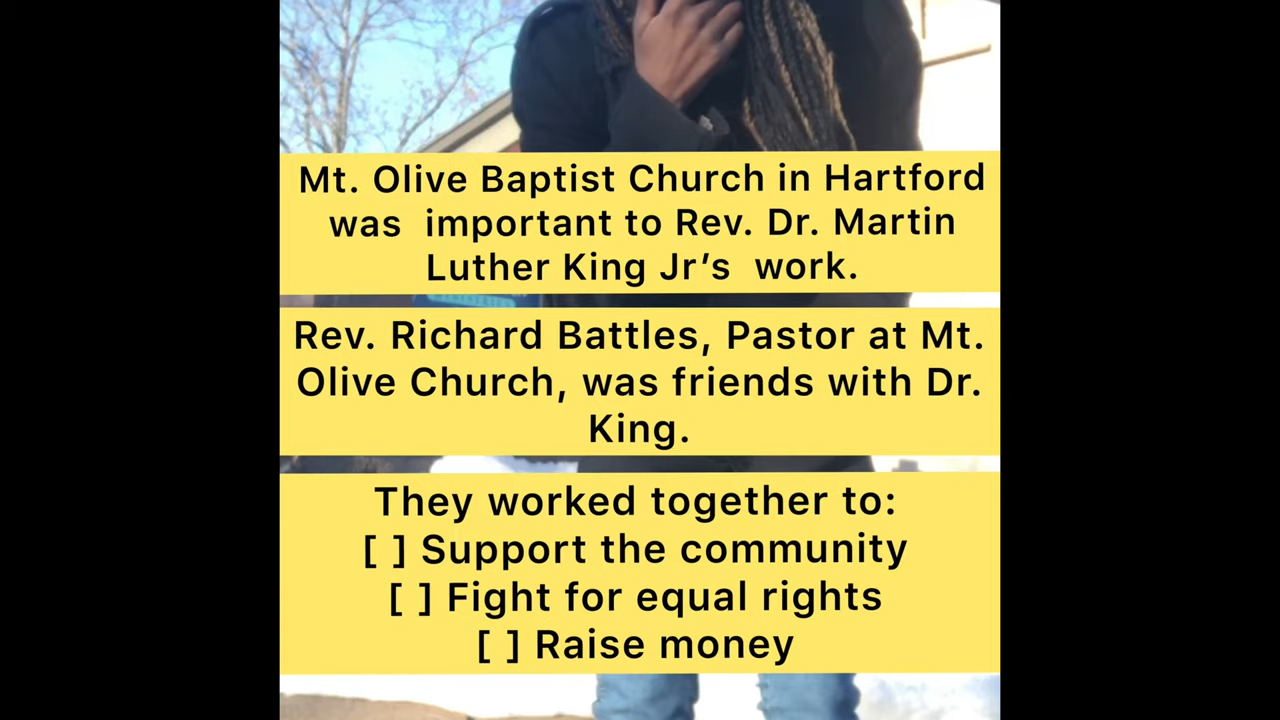 Mt. Olive Baptist Church in Hartford
was important to Rev. Dr. Martin
Luther King Jr’s work.
Rev. Richard Battles, Pastor at Mt.
Olive Church, was friends with Dr.
King.
They worked together to:
[ ] Support the community
[ ] Fight for equal rights
[ ] Raise money